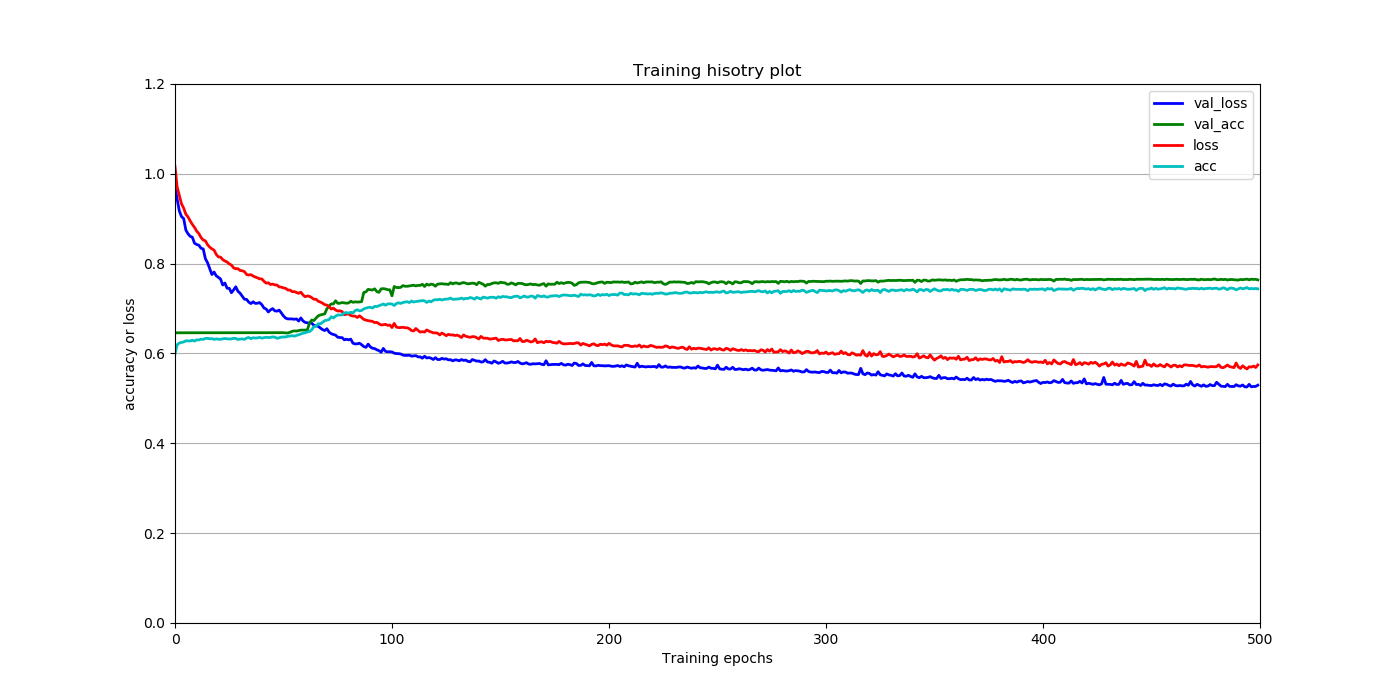 Training hisotry plot
1.2
1.0
0.8
0.6
0.4
0.2
0.0
accuracy or loss
val_loss
val_acc
loss
acc
0 100 200 300 400 500
Training epochs